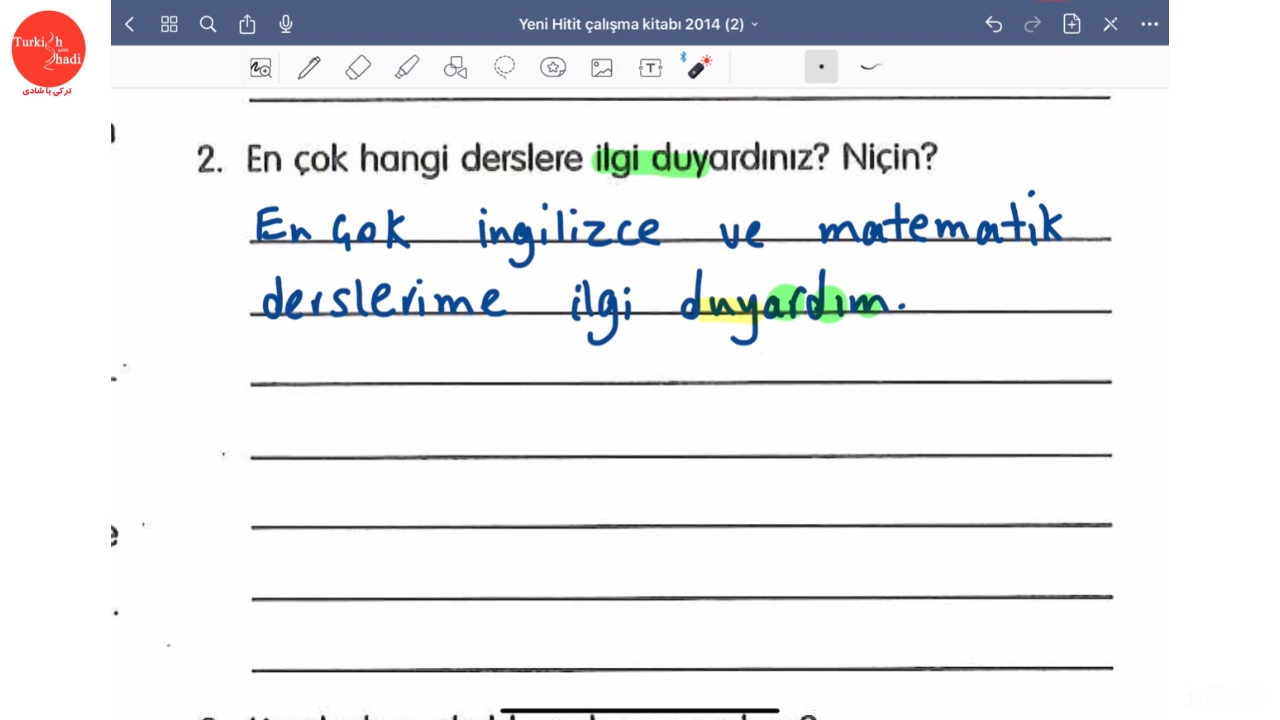 Turkish
with
Shadi
ترکی با شادی
Yeni Hitit çalışma kitabı 2014 (2)
T
2. En çok hangi derslere ilgi duyardınız? Niçin?
En çok ingilizce ve matematik
derslerime ilgi duyardım.